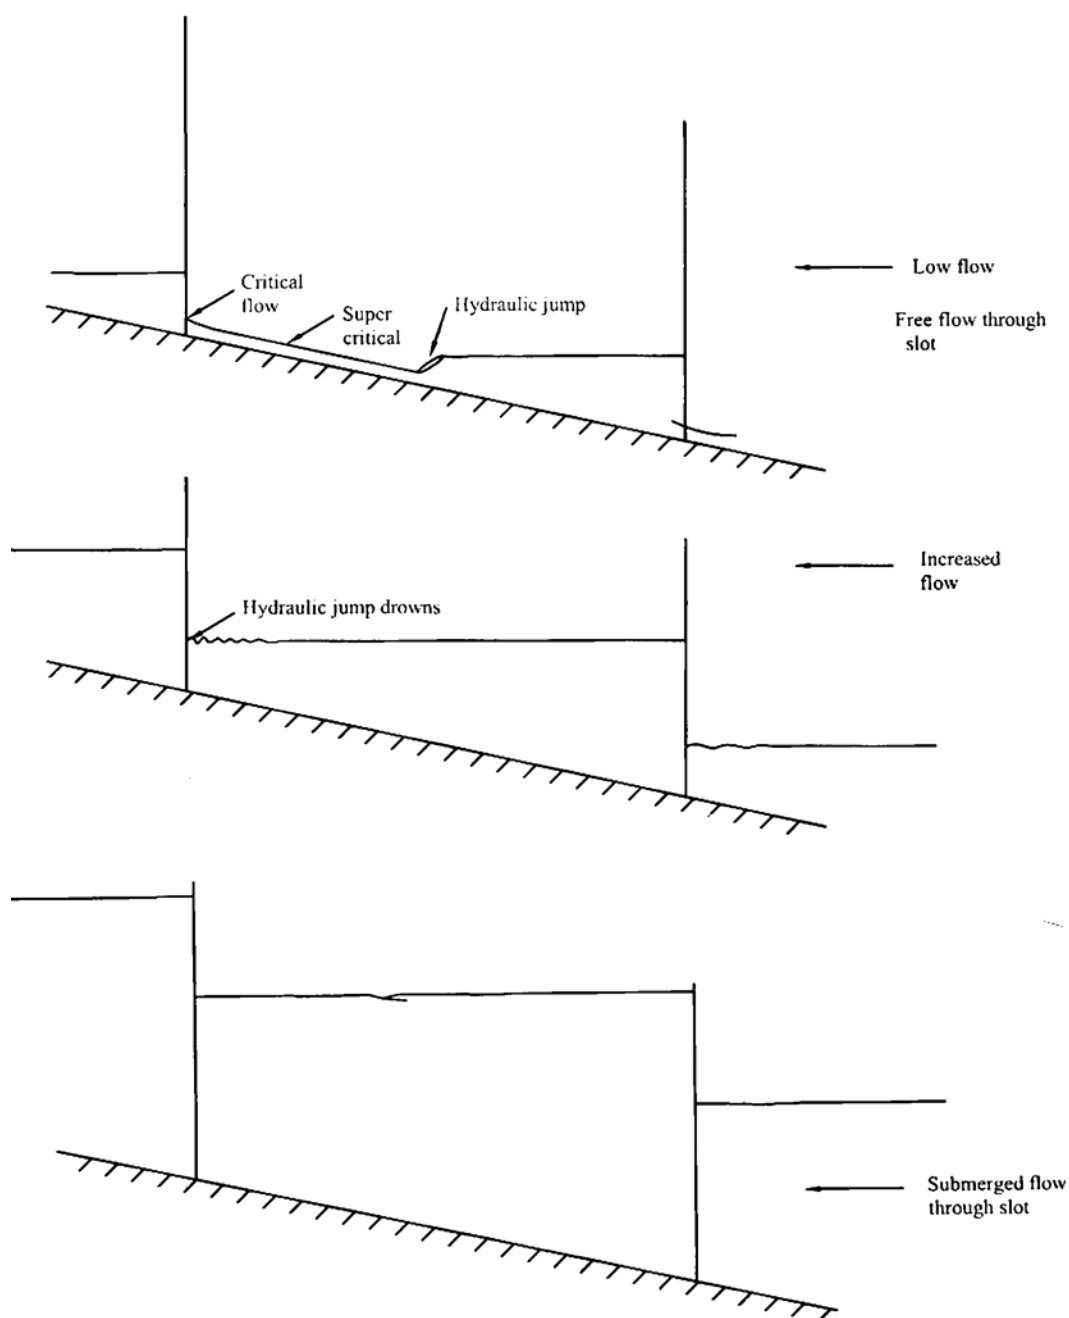 Critical
flow
Super
critical
Hydraulic jump
Low flow
Free flow through
slot
Hydraulic jump drowns
Increased
flow
Submerged flow
through slot